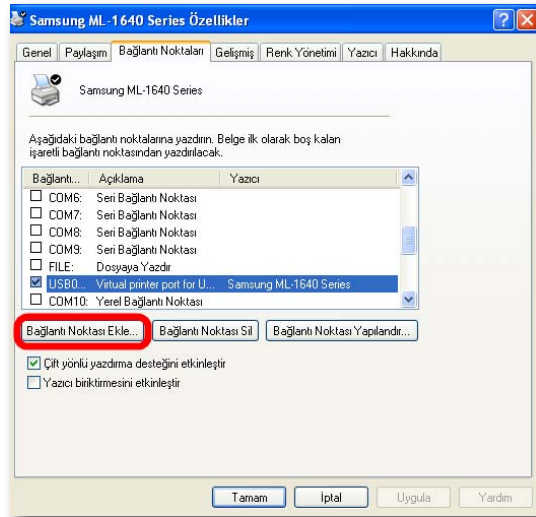 Samsung ML-1640 Series Özellikler
Genel Paylaşım Bağlantı Noktaları Gelişmiş Renk Yönetimi Yazıcı Hakkında
Samsung ML-1640 Series
Aşağıdaki bağlantı noktalarına yazdırın. Belge ilk olarak boş kalan
işaretli bağlantı noktasından yazdırılacak.
Bağlantı... Açıklama Yazıcı
COM6: Seri Bağlantı Noktası
COM7: Seri Bağlantı Noktası
COM8: Seri Bağlantı Noktası
COM9: Seri Bağlantı Noktası
FILE: Dosyaya Yazdır
USB0... Virtual printer port for U... Samsung ML-1640 Series
COM10: Yerel Bağlantı Noktası
Bağlantı Noktası Ekle... Bağlantı Noktası Sil Bağlantı Noktası Yapılandır...
Çift yönlü yazdırma desteğini etkinleştir
Yazıcı biriktirmesini etkinleştir
Tamam İptal Uygula Yardım